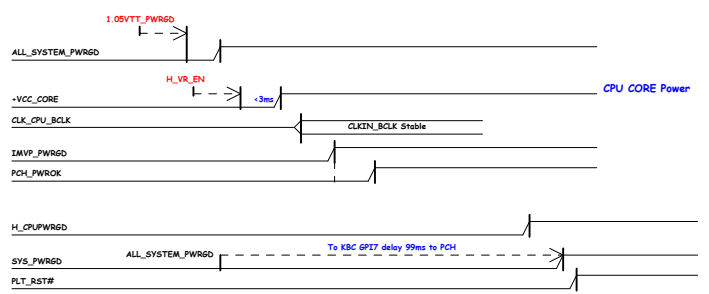 1.05VTT_PWRGD
ALL_SYSTEM_PWRGD
H_VR_EN
+VCC_CORE
<3ms
CPU CORE Power
CLK_CPU_BCLK
CLKIN_BCLK Stable
IMVP_PWRGD
PCH_PWROK
H_CPUPWRGD
To KBC GPI7 delay 99ms to PCH
ALL_SYSTEM_PWRGD
SYS_PWRGD
PLT_RST#